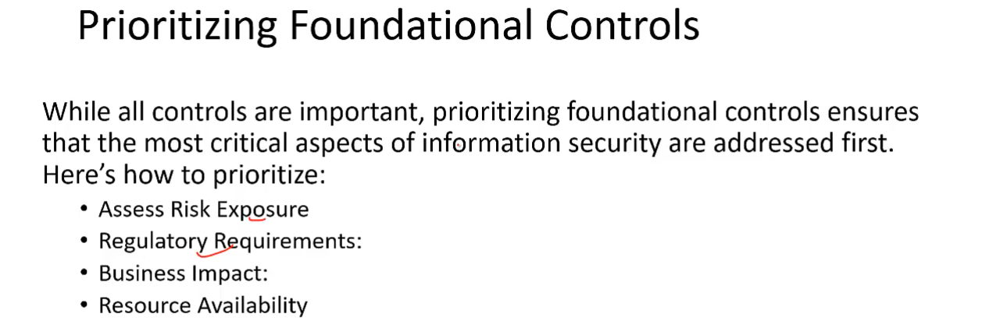 Prioritizing Foundational Controls
While all controls are important, prioritizing foundational controls ensures
that the most critical aspects of information security are addressed first.
Here’s how to prioritize:
• Assess Risk Exposure
• Regulatory Requirements:
• Business Impact:
• Resource Availability